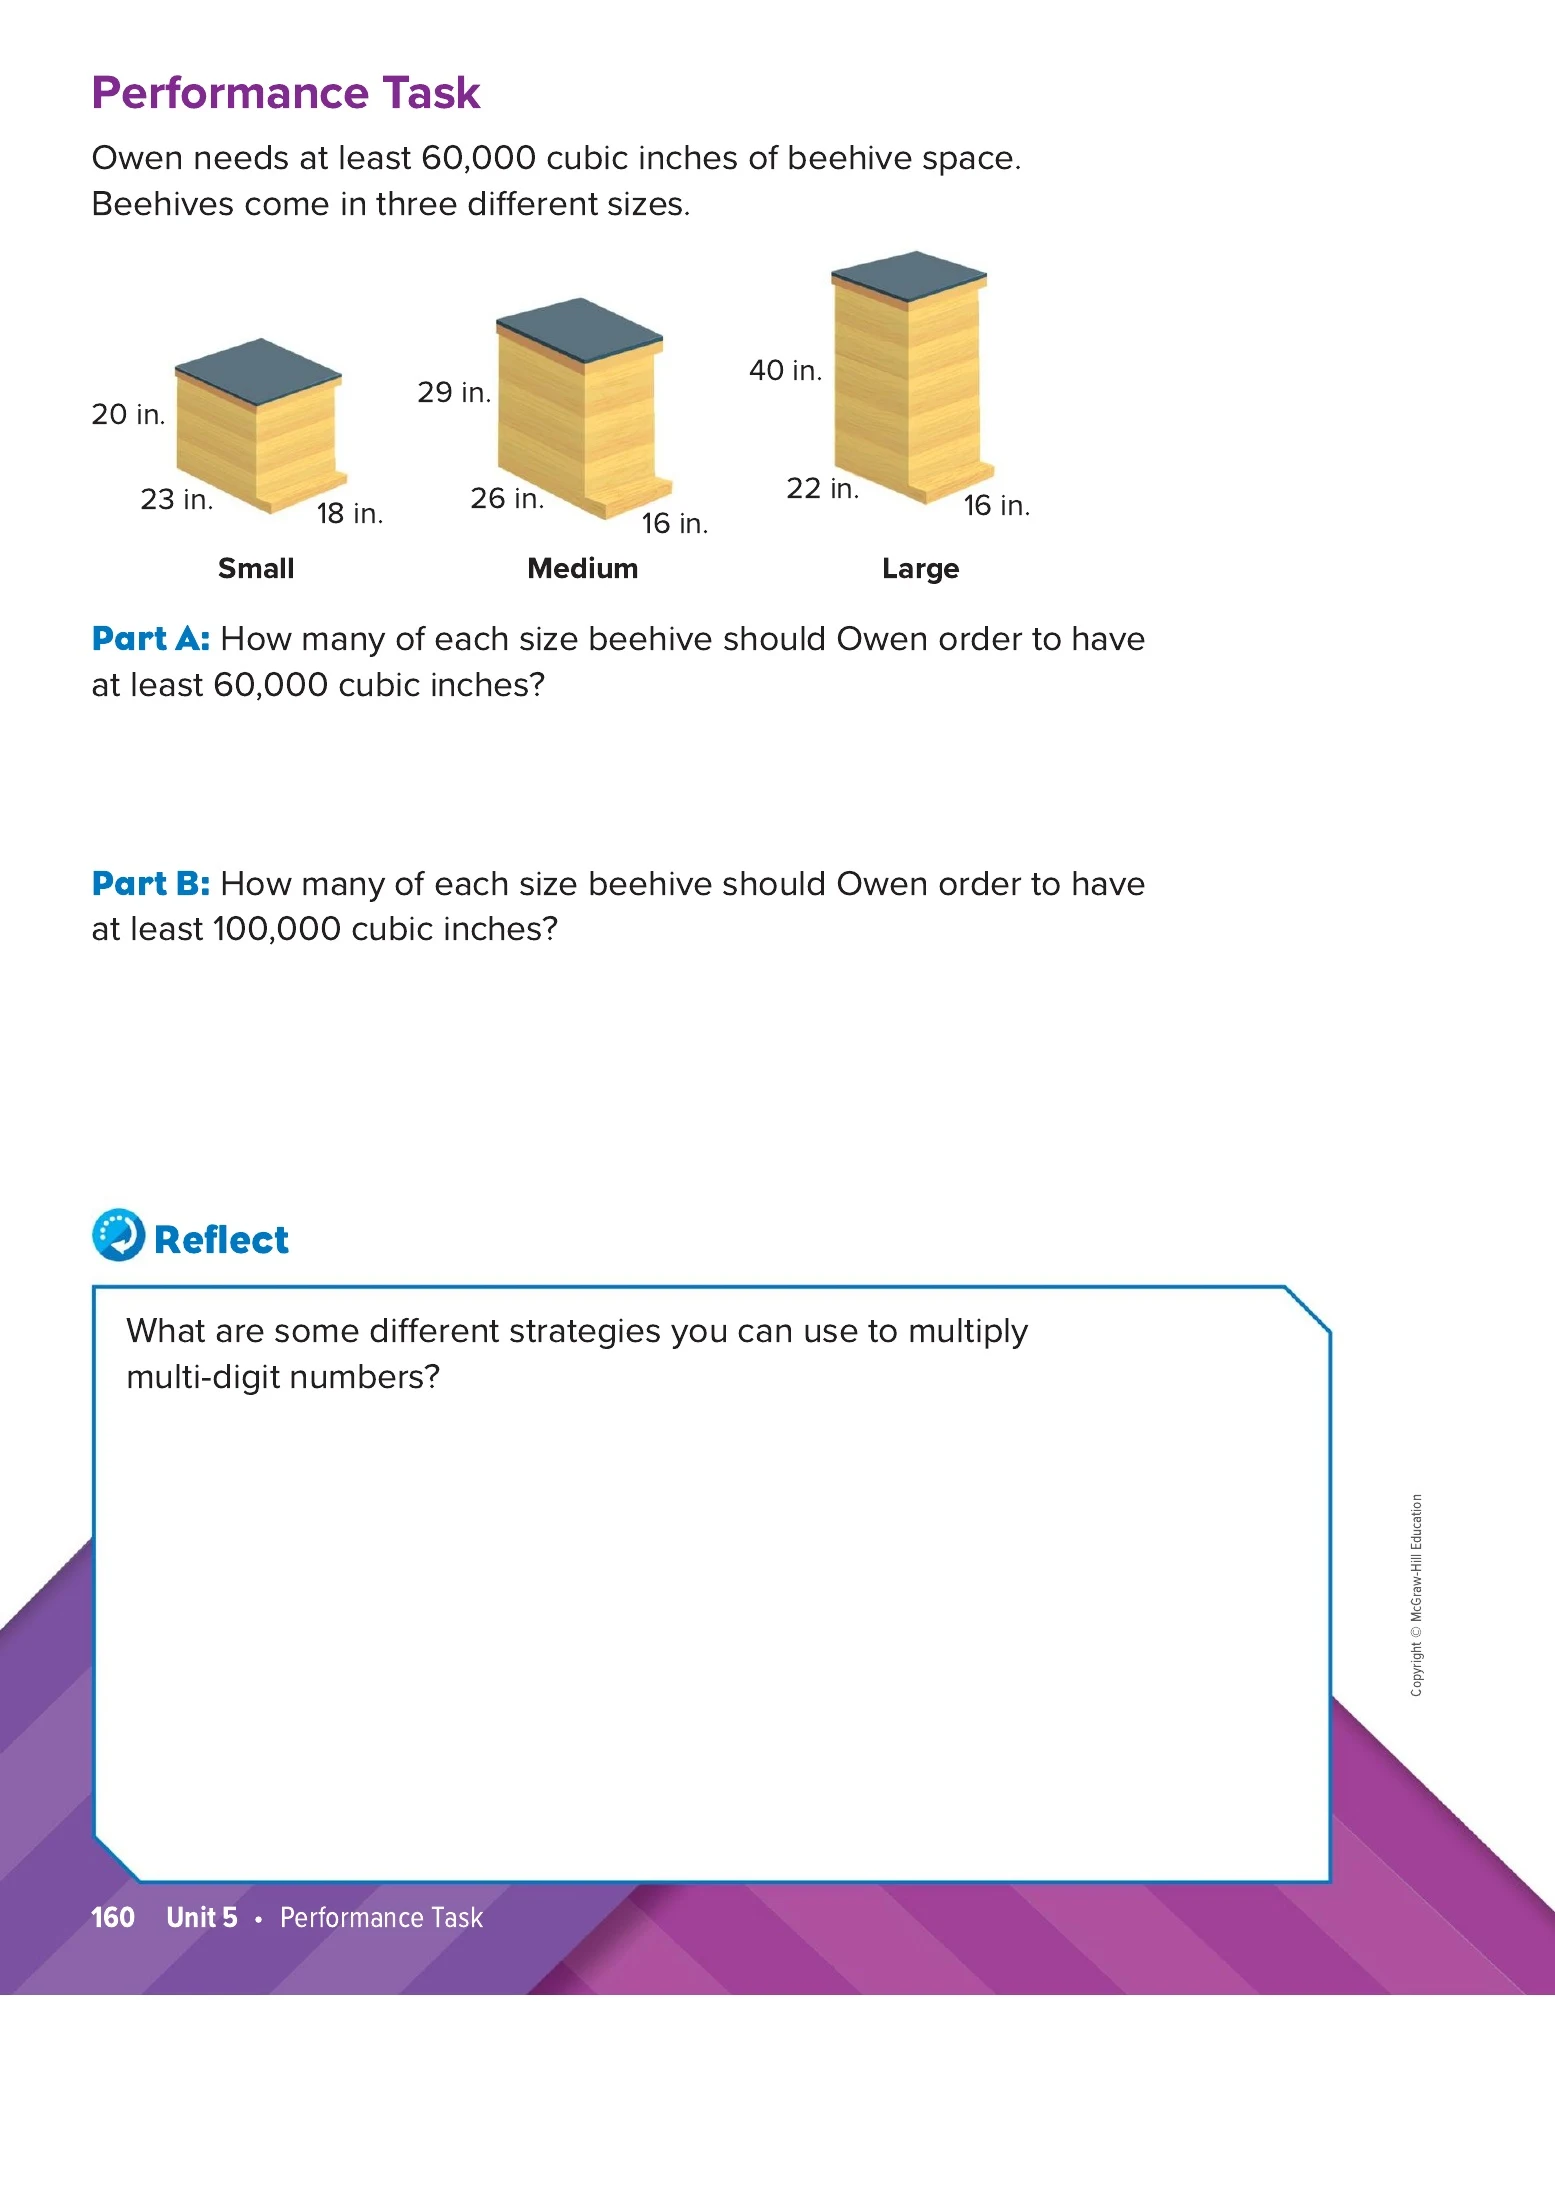 Performance Task
Owen needs at least 60,000 cubic inches of beehive space.
Beehives come in three different sizes.
20 in.
23 in.
18 in.
Small
29 in.
26 in.
16 in.
Medium
40 in.
22 in.
16 in.
Large
Part A: How many of each size beehive should Owen order to have
at least 60,000 cubic inches?
Part B: How many of each size beehive should Owen order to have
at least 100,000 cubic inches?
Reflect
What are some different strategies you can use to multiply
multi-digit numbers?
Copyright © McGraw-Hill Education
160 Unit 5 • Performance Task